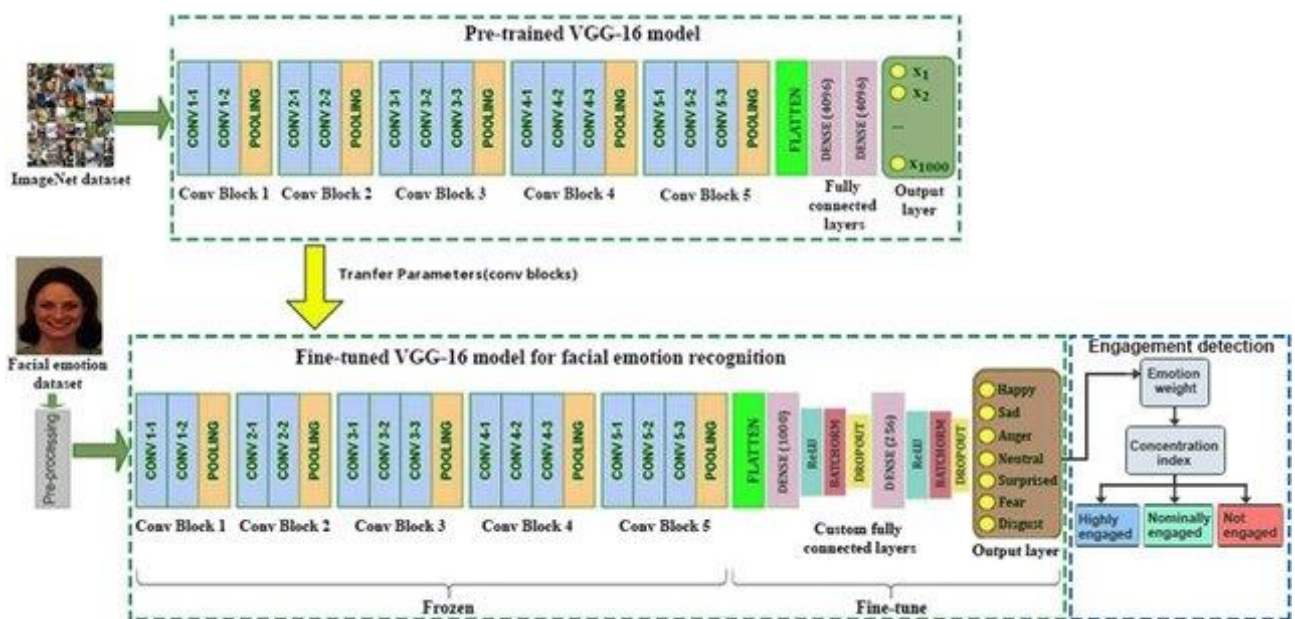 Pre-trained VGG-16 model
CONV 1-1
CONV 1-2
POOLING
CONV 2-1
CONV 2-2
POOLING
CONV 3-1
CONV 3-2
CONV 3-3
POOLING
CONV 4-1
CONV 4-2
CONV 4-3
POOLING
CONV 5-1
CONV 5-2
CONV 5-3
POOLING
FLATTEN
DENSE (4096)
DENSE (4096)
x1
x2
...
x1000
ImageNet dataset
Conv Block 1
Conv Block 2
Conv Block 3
Conv Block 4
Conv Block 5
Fully
connected
layers
Output
layer
Tranfer Parameters(conv blocks)
Facial emotion
dataset
Pre-processing
Fine-tuned VGG-16 model for facial emotion recognition
CONV 1-1
CONV 1-2
POOLING
CONV 2-1
CONV 2-2
POOLING
CONV 3-1
CONV 3-2
CONV 3-3
POOLING
CONV 4-1
CONV 4-2
CONV 4-3
POOLING
CONV 5-1
CONV 5-2
CONV 5-3
POOLING
FLATTEN
DENSE (1000)
ReLU
BATCHORM
DROPOUT
DENSE (256)
ReLU
BATCHORM
DROPOUT
Happy
Sad
Anger
Neutral
Surprised
Fear
Disgust
Conv Block 1
Conv Block 2
Conv Block 3
Conv Block 4
Conv Block 5
Custom fully
connected layers
Output layer
Frozen
Fine-tune
Engagement detection
Emotion
weight
Concentration
index
Highly
engaged
Nominally
engaged
Not
engaged